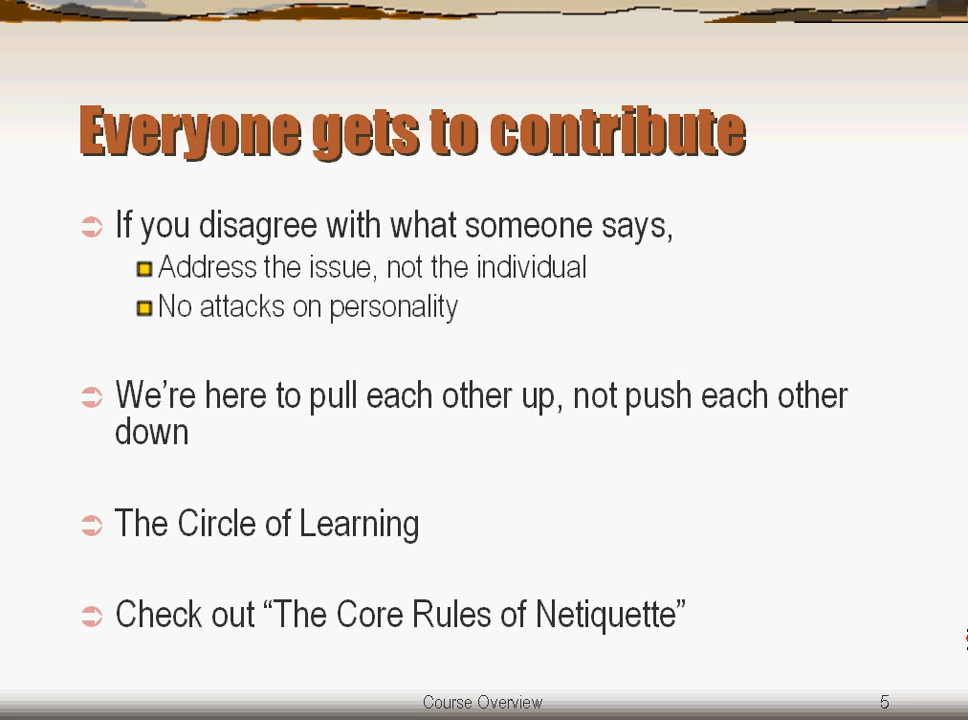 Everyone gets to contribute
If you disagree with what someone says,
Address the issue, not the individual
No attacks on personality
We’re here to pull each other up, not push each other
down
The Circle of Learning
Check out “The Core Rules of Netiquette”
Course Overview
5